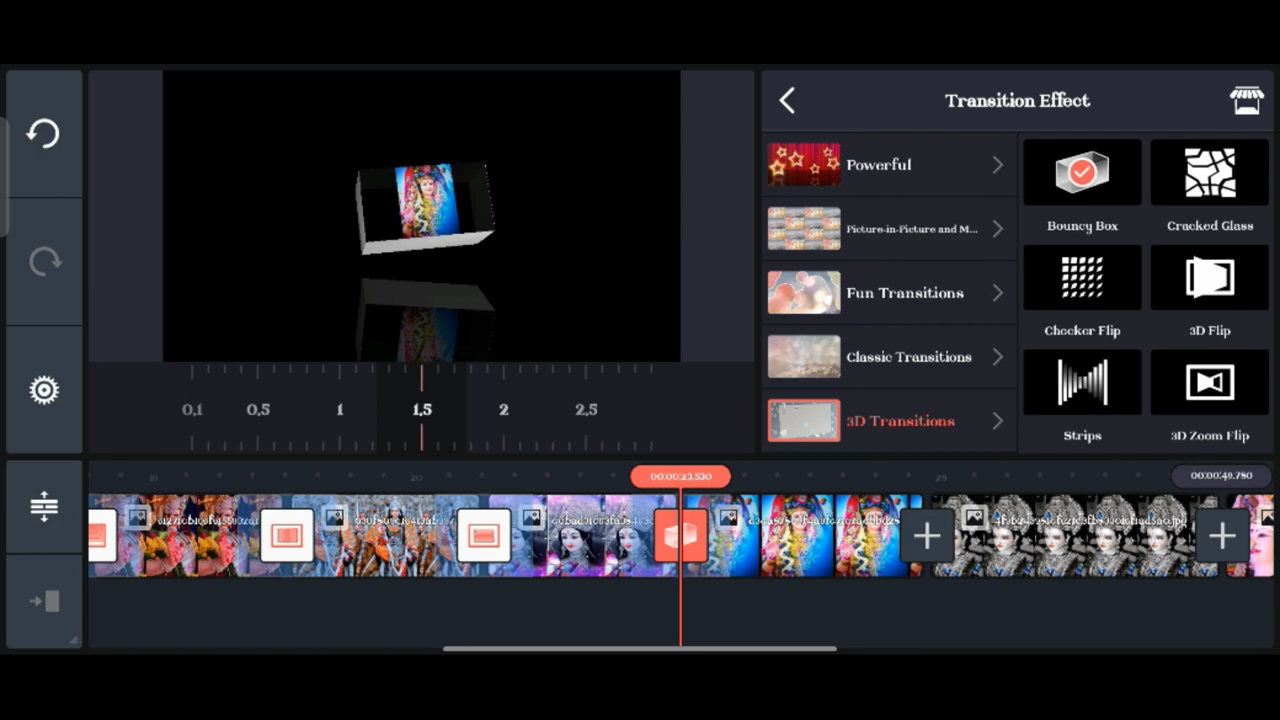 Transition Effect
Powerful
Picture-in-Picture and M...
Fun Transitions
Classic Transitions
3D Transitions
Bouncy Box
Cracked Glass
Checker Flip
3D Flip
Strips
3D Zoom Flip
0.1 0.5 1 1.5 2 2.5
00:00:23.530
00:00:49.780
20